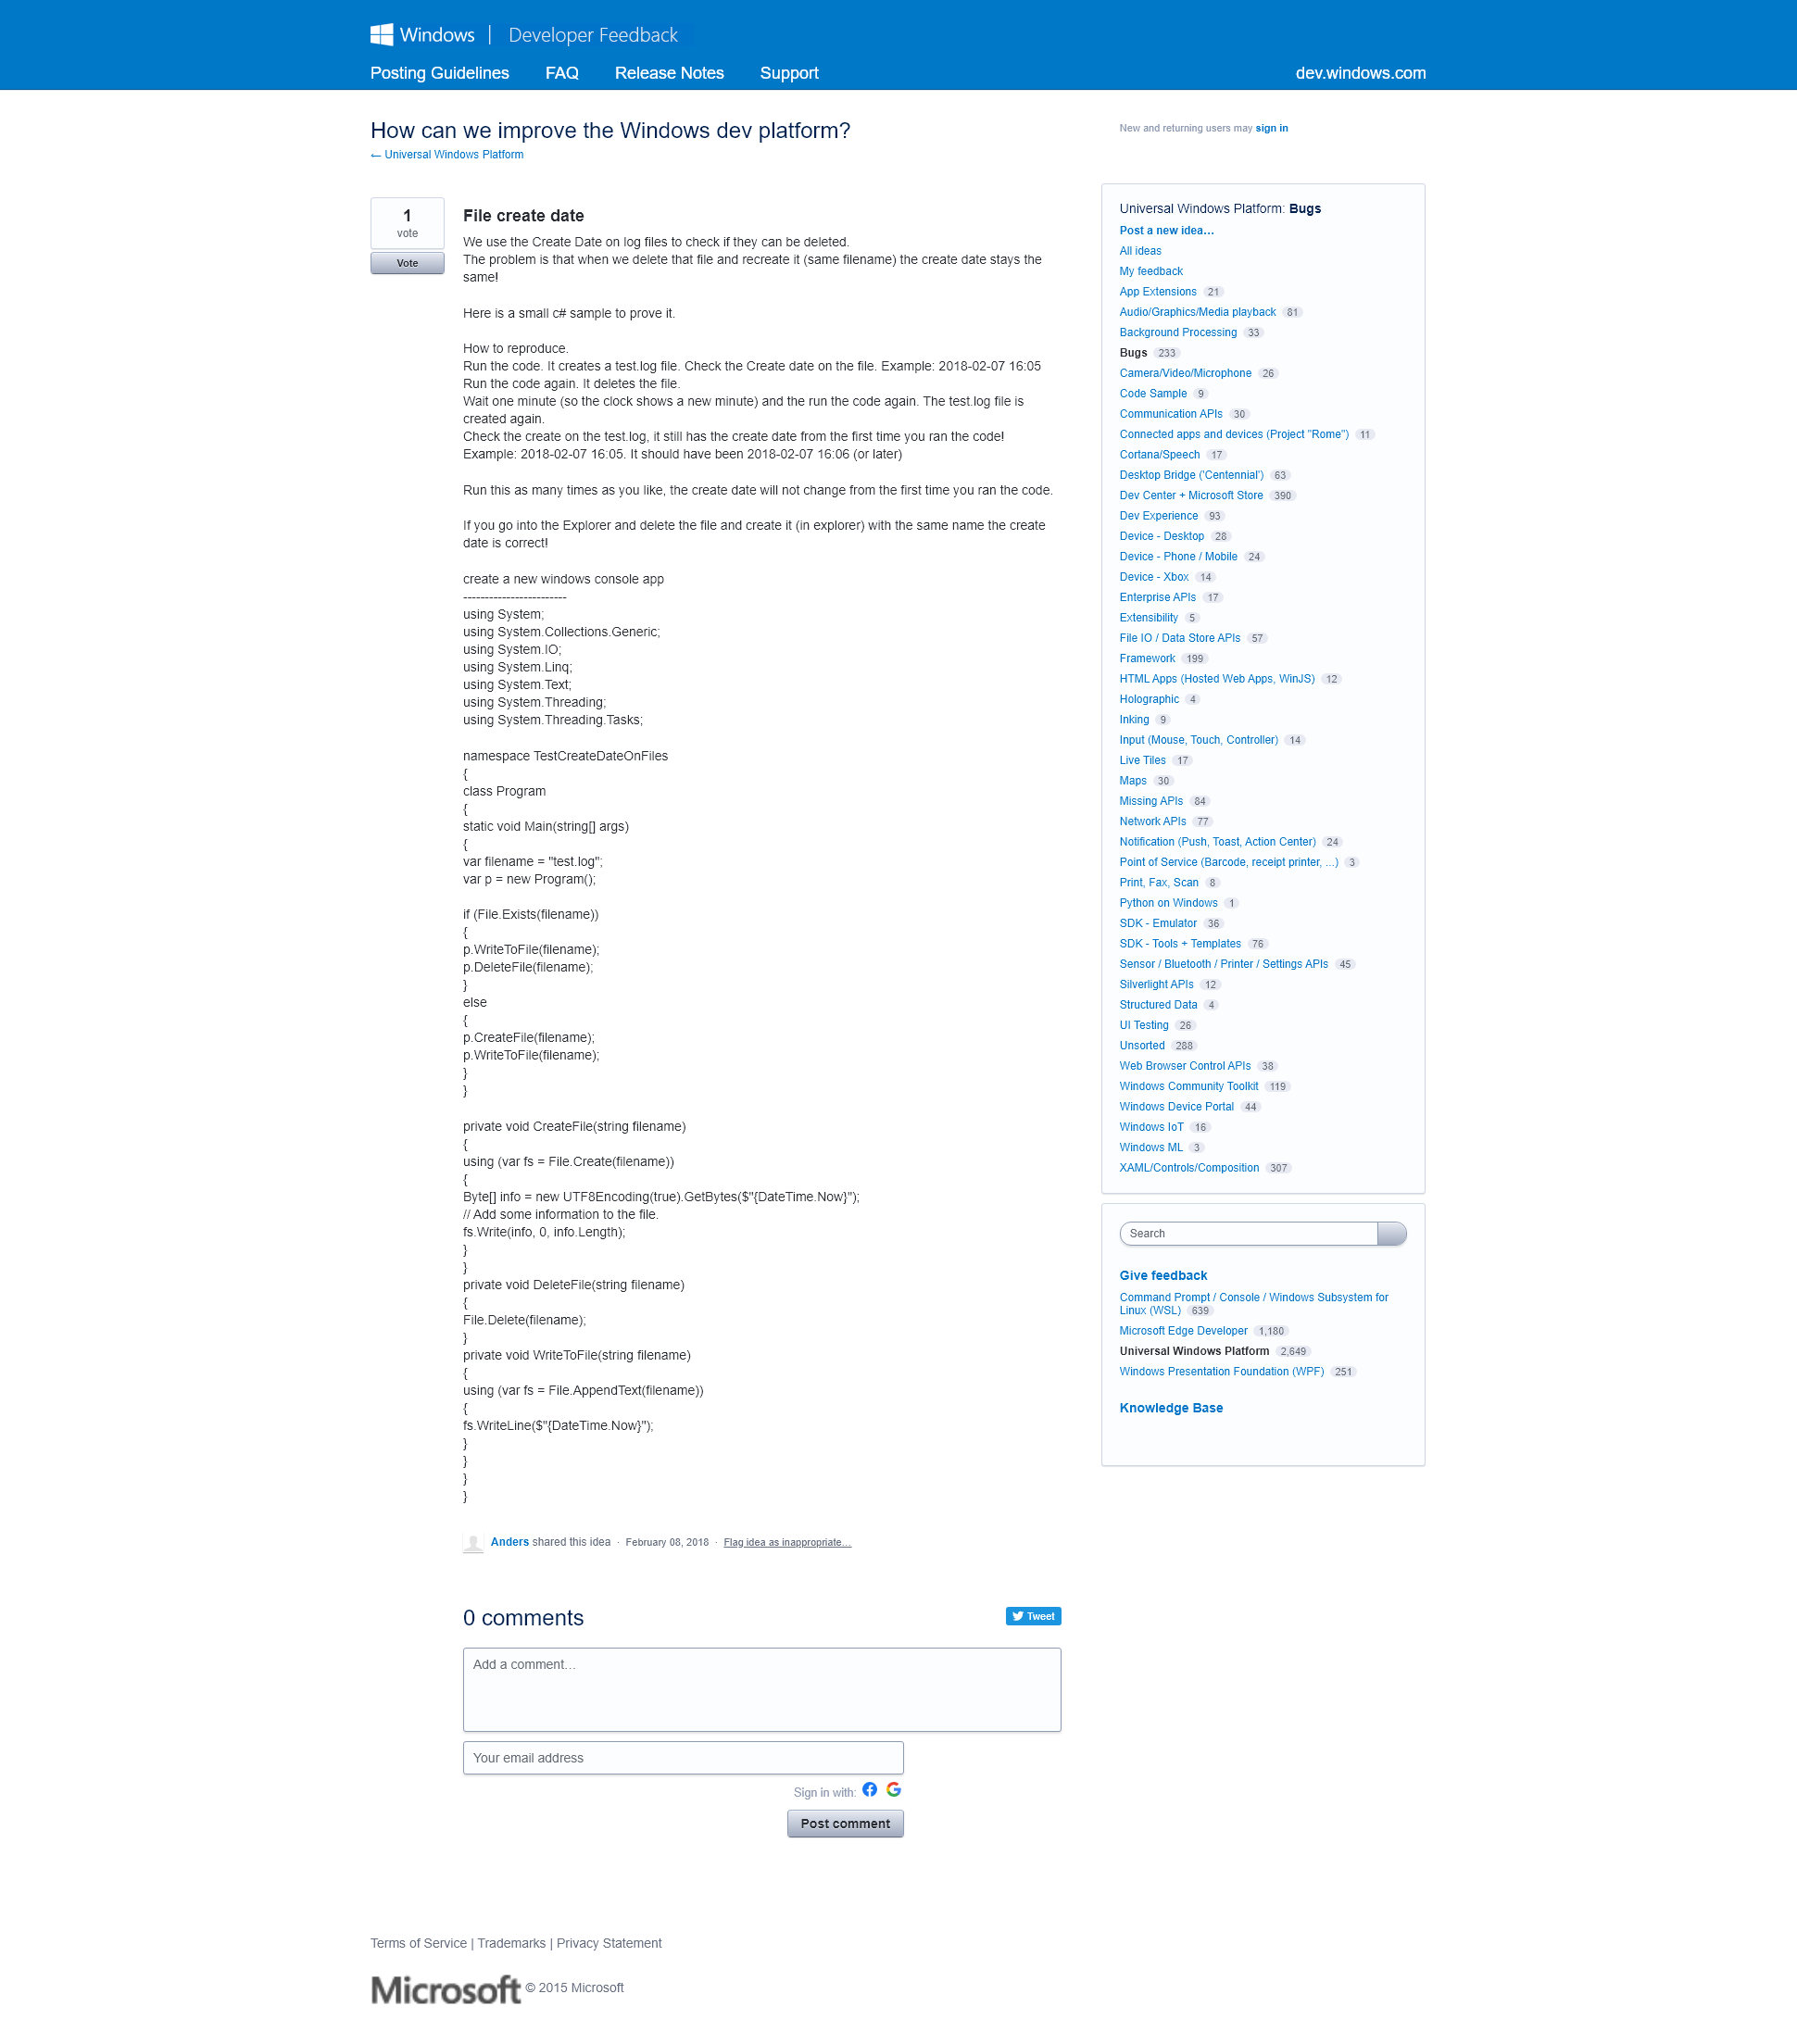 Windows | Developer Feedback
Posting Guidelines FAQ Release Notes Support dev.windows.com
How can we improve the Windows dev platform?
← Universal Windows Platform
New and returning users may sign in
1
vote
Vote
File create date
We use the Create Date on log files to check if they can be deleted.
The problem is that when we delete that file and recreate it (same filename) the create date stays the
same!
Here is a small c# sample to prove it.
How to reproduce.
Run the code. It creates a test.log file. Check the Create date on the file. Example: 2018-02-07 16:05
Run the code again. It deletes the file.
Wait one minute (so the clock shows a new minute) and the run the code again. The test.log file is
created again.
Check the create on the test.log, it still has the create date from the first time you ran the code!
Example: 2018-02-07 16:05. It should have been 2018-02-07 16:06 (or later)
Run this as many times as you like, the create date will not change from the first time you ran the code.
If you go into the Explorer and delete the file and create it (in explorer) with the same name the create
date is correct!
create a new windows console app
------------------------
using System;
using System.Collections.Generic;
using System.IO;
using System.Linq;
using System.Text;
using System.Threading;
using System.Threading.Tasks;
namespace TestCreateDateOnFiles
{
class Program
{
static void Main(string[] args)
{
var filename = "test.log";
var p = new Program();
if (File.Exists(filename))
{
p.WriteToFile(filename);
p.DeleteFile(filename);
}
else
{
p.CreateFile(filename);
p.WriteToFile(filename);
}
}
private void CreateFile(string filename)
{
using (var fs = File.Create(filename))
{
Byte[] info = new UTF8Encoding(true).GetBytes($"{DateTime.Now}");
// Add some information to the file.
fs.Write(info, 0, info.Length);
}
}
private void DeleteFile(string filename)
{
File.Delete(filename);
}
private void WriteToFile(string filename)
{
using (var fs = File.AppendText(filename))
{
fs.WriteLine($"{DateTime.Now}");
}
}
}
}
Anders shared this idea · February 08, 2018 · Flag idea as inappropriate…
0 comments
Tweet
Add a comment…
Your email address
Sign in with:
Post comment
Universal Windows Platform: Bugs
Post a new idea…
All ideas
My feedback
App Extensions 21
Audio/Graphics/Media playback 81
Background Processing 33
Bugs 233
Camera/Video/Microphone 26
Code Sample 9
Communication APIs 30
Connected apps and devices (Project "Rome") 11
Cortana/Speech 17
Desktop Bridge ('Centennial') 63
Dev Center + Microsoft Store 390
Dev Experience 93
Device - Desktop 28
Device - Phone / Mobile 24
Device - Xbox 14
Enterprise APIs 17
Extensibility 5
File IO / Data Store APIs 57
Framework 199
HTML Apps (Hosted Web Apps, WinJS) 12
Holographic 4
Inking 9
Input (Mouse, Touch, Controller) 14
Live Tiles 17
Maps 30
Missing APIs 84
Network APIs 77
Notification (Push, Toast, Action Center) 24
Point of Service (Barcode, receipt printer, ...) 3
Print, Fax, Scan 8
Python on Windows 1
SDK - Emulator 36
SDK - Tools + Templates 76
Sensor / Bluetooth / Printer / Settings APIs 45
Silverlight APIs 12
Structured Data 4
UI Testing 26
Unsorted 288
Web Browser Control APIs 38
Windows Community Toolkit 119
Windows Device Portal 44
Windows IoT 16
Windows ML 3
XAML/Controls/Composition 307
Search
Give feedback
Command Prompt / Console / Windows Subsystem for
Linux (WSL) 639
Microsoft Edge Developer 1,180
Universal Windows Platform 2,649
Windows Presentation Foundation (WPF) 251
Knowledge Base
Terms of Service | Trademarks | Privacy Statement
Microsoft © 2015 Microsoft